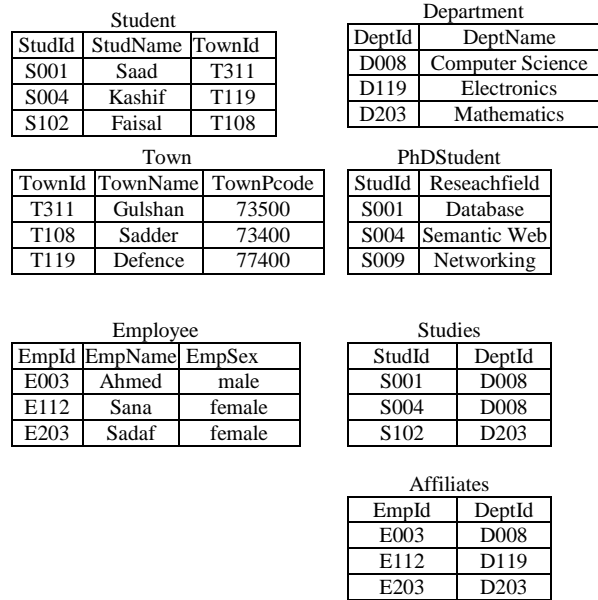 Student
StudId StudName TownId
S001 Saad T311
S004 Kashif T119
S102 Faisal T108
Department
DeptId DeptName
D008 Computer Science
D119 Electronics
D203 Mathematics
Town
TownId TownName TownPcode
T311 Gulshan 73500
T108 Sadder 73400
T119 Defence 77400
PhDStudent
StudId Reseachfield
S001 Database
S004 Semantic Web
S009 Networking
Employee
EmpId EmpName EmpSex
E003 Ahmed male
E112 Sana female
E203 Sadaf female
Studies
StudId DeptId
S001 D008
S004 D008
S102 D203
Affiliates
EmpId DeptId
E003 D008
E112 D119
E203 D203